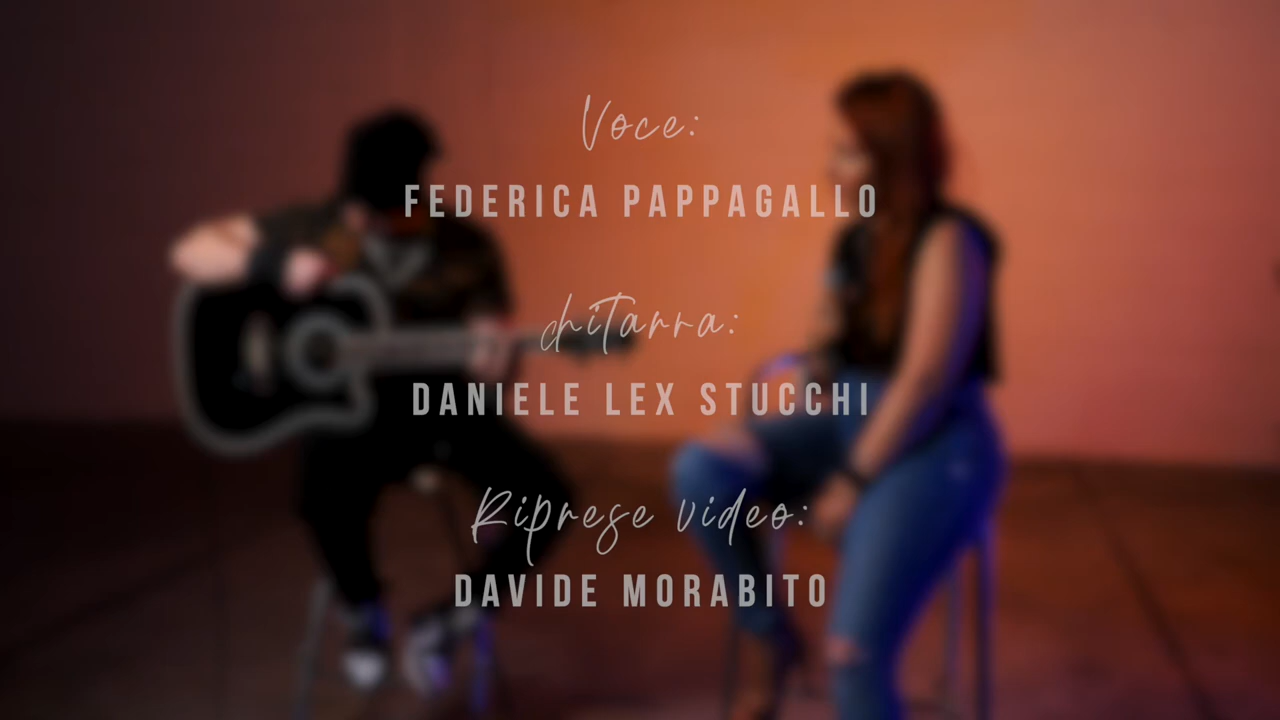 Voce:
FEDERICA PAPPAGALLO
chitarra:
DANIELE LEX STUCCHI
Riprese video:
DAVIDE MORABITO